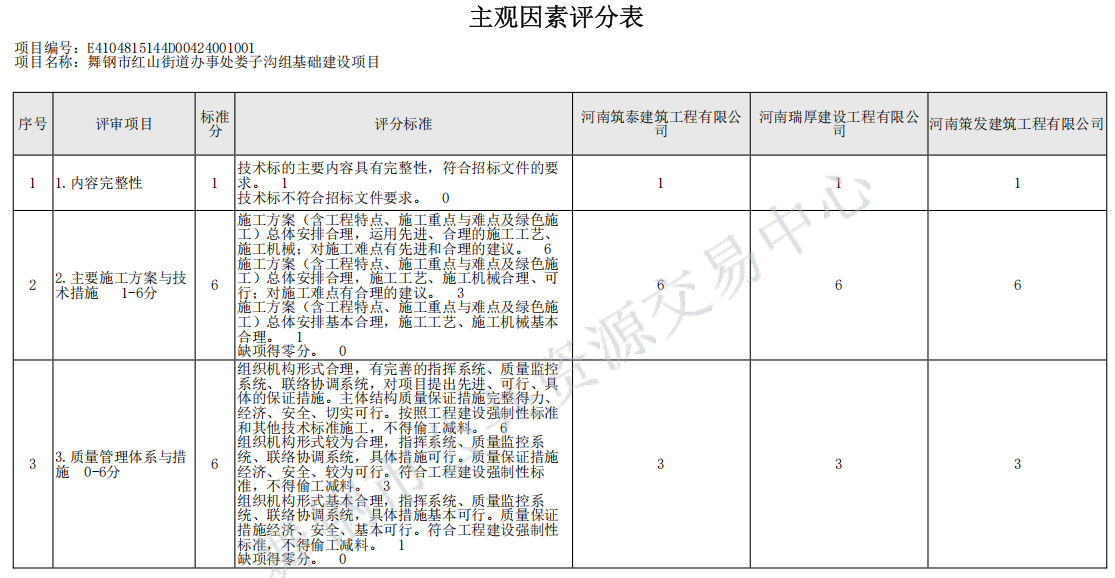 主观因素评分表
项目编号：E4104815144D00424001001
项目名称：舞钢市红山街道办事处娄子沟组基础建设项目
序号
评审项目
标准
分
评分标准
河南筑泰建筑工程有限公
司
河南瑞厚建设工程有限公
司
河南策发建筑工程有限公司
1
1.内容完整性
1
技术标的主要内容具有完整性，符合招标文件的要
求。 1
技术标不符合招标文件要求。 0
1
1
1
2
2.主要施工方案与技
术措施 1-6分
6
施工方案（含工程特点、施工重点与难点及绿色施
工）总体安排合理，运用先进、合理的施工工艺、
施工机械；对施工难点有先进和合理的建议。 6
施工方案（含工程特点、施工重点与难点及绿色施
工）总体安排合理，施工工艺、施工机械合理、可
行；对施工难点有合理的建议。 3
施工方案（含工程特点、施工重点与难点及绿色施
工）总体安排基本合理，施工工艺、施工机械基本
合理。 1
缺项得零分。 0
6
6
6
3
3.质量管理体系与措
施 0-6分
6
组织机构形式合理，有完善的指挥系统、质量监控
系统、联络协调系统，对项目提出先进、可行、具
体的保证措施。主体结构质量保证措施完整得力、
经济、安全、切实可行。按照工程建设强制性标准
和其他技术标准施工，不得偷工减料。 6
组织机构形式较为合理，指挥系统、质量监控系
统、联络协调系统，具体措施可行。质量保证措施
经济、安全、较为可行。符合工程建设强制性标
准，不得偷工减料。 3
组织机构形式基本合理，指挥系统、质量监控系
统、联络协调系统，具体措施基本可行。质量保证
措施经济、安全、基本可行。符合工程建设强制性
标准，不得偷工减料。 1
缺项得零分。 0
3
3
3
舞钢市公共资源交易中心